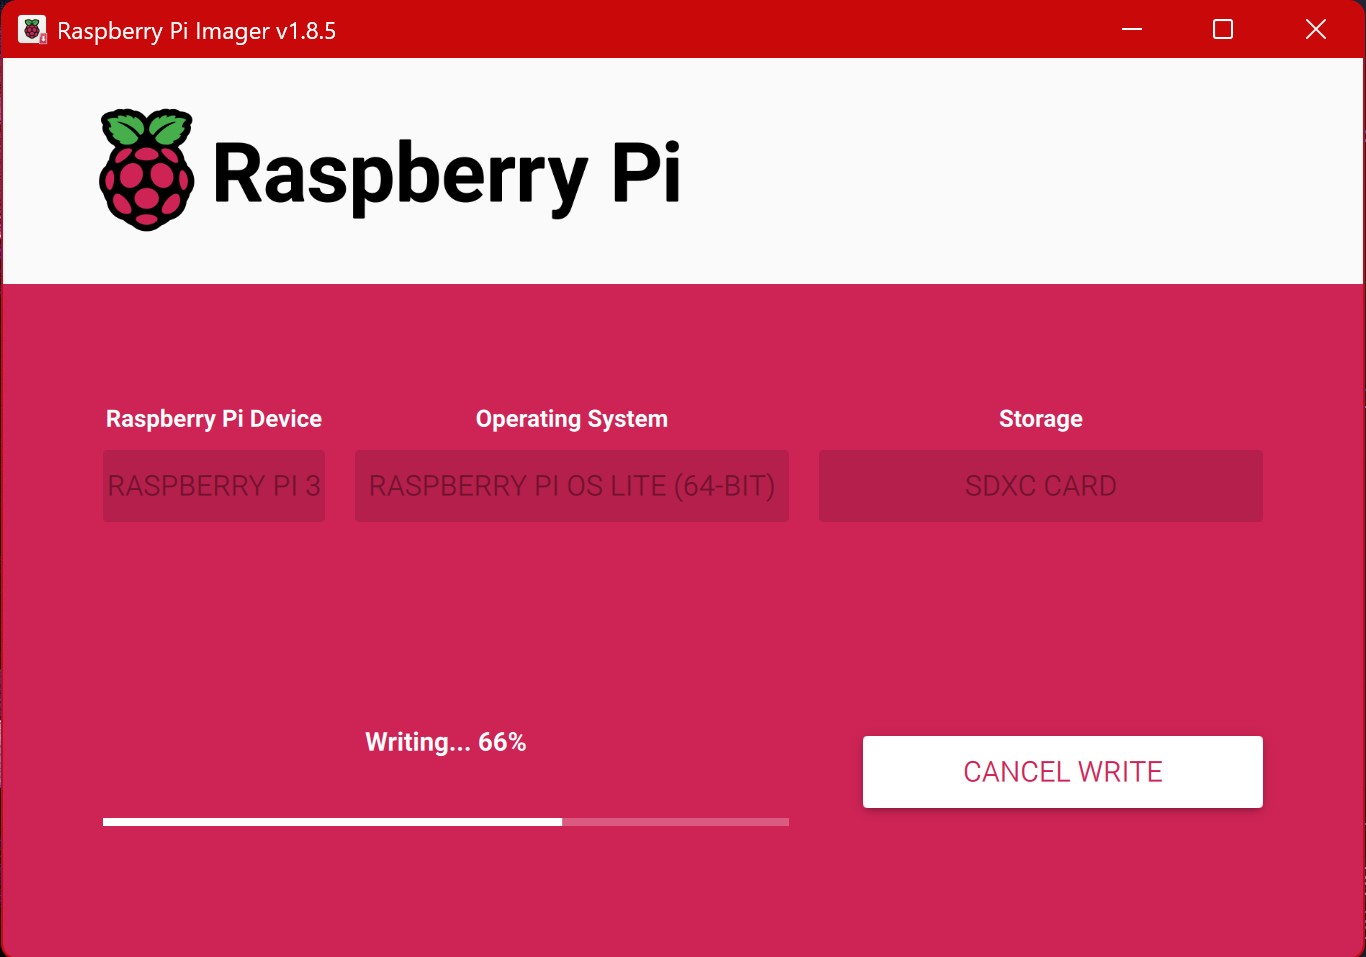 Raspberry Pi Imager v1.8.5
Raspberry Pi
Raspberry Pi Device
Operating System
Storage
RASPBERRY PI 3
RASPBERRY PI OS LITE (64-BIT)
SDXC CARD
Writing... 66%
CANCEL WRITE